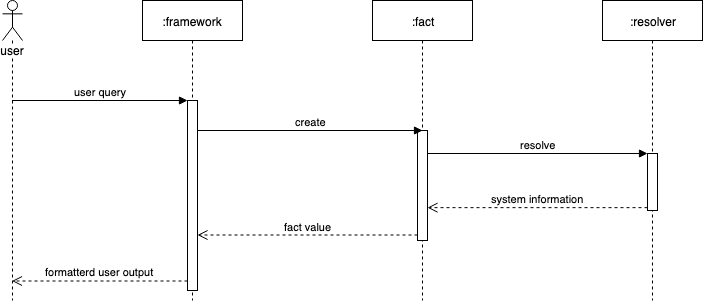 :framework
:fact
:resolver
user
user query
create
resolve
system information
fact value
formatterd user output